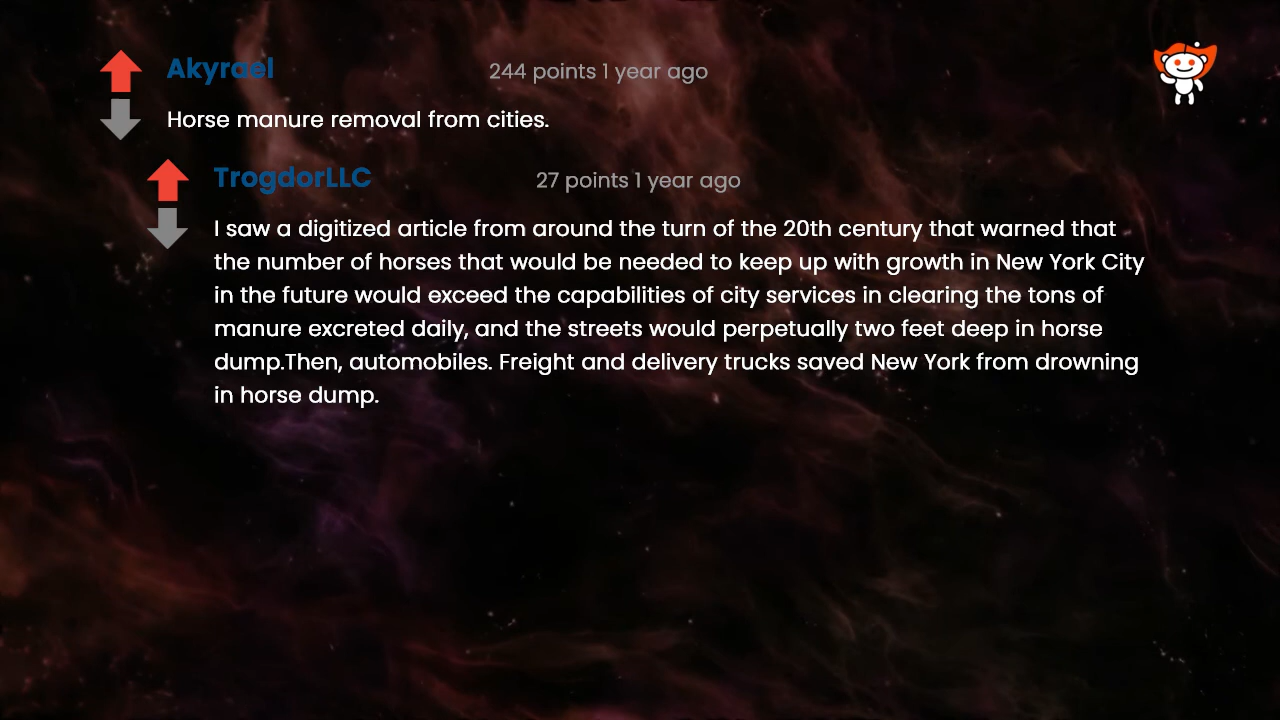 Akyrael 244 points 1 year ago
Horse manure removal from cities.
TrogdorLLC 27 points 1 year ago
I saw a digitized article from around the turn of the 20th century that warned that
the number of horses that would be needed to keep up with growth in New York City
in the future would exceed the capabilities of city services in clearing the tons of
manure excreted daily, and the streets would perpetually two feet deep in horse
dump.Then, automobiles. Freight and delivery trucks saved New York from drowning
in horse dump.